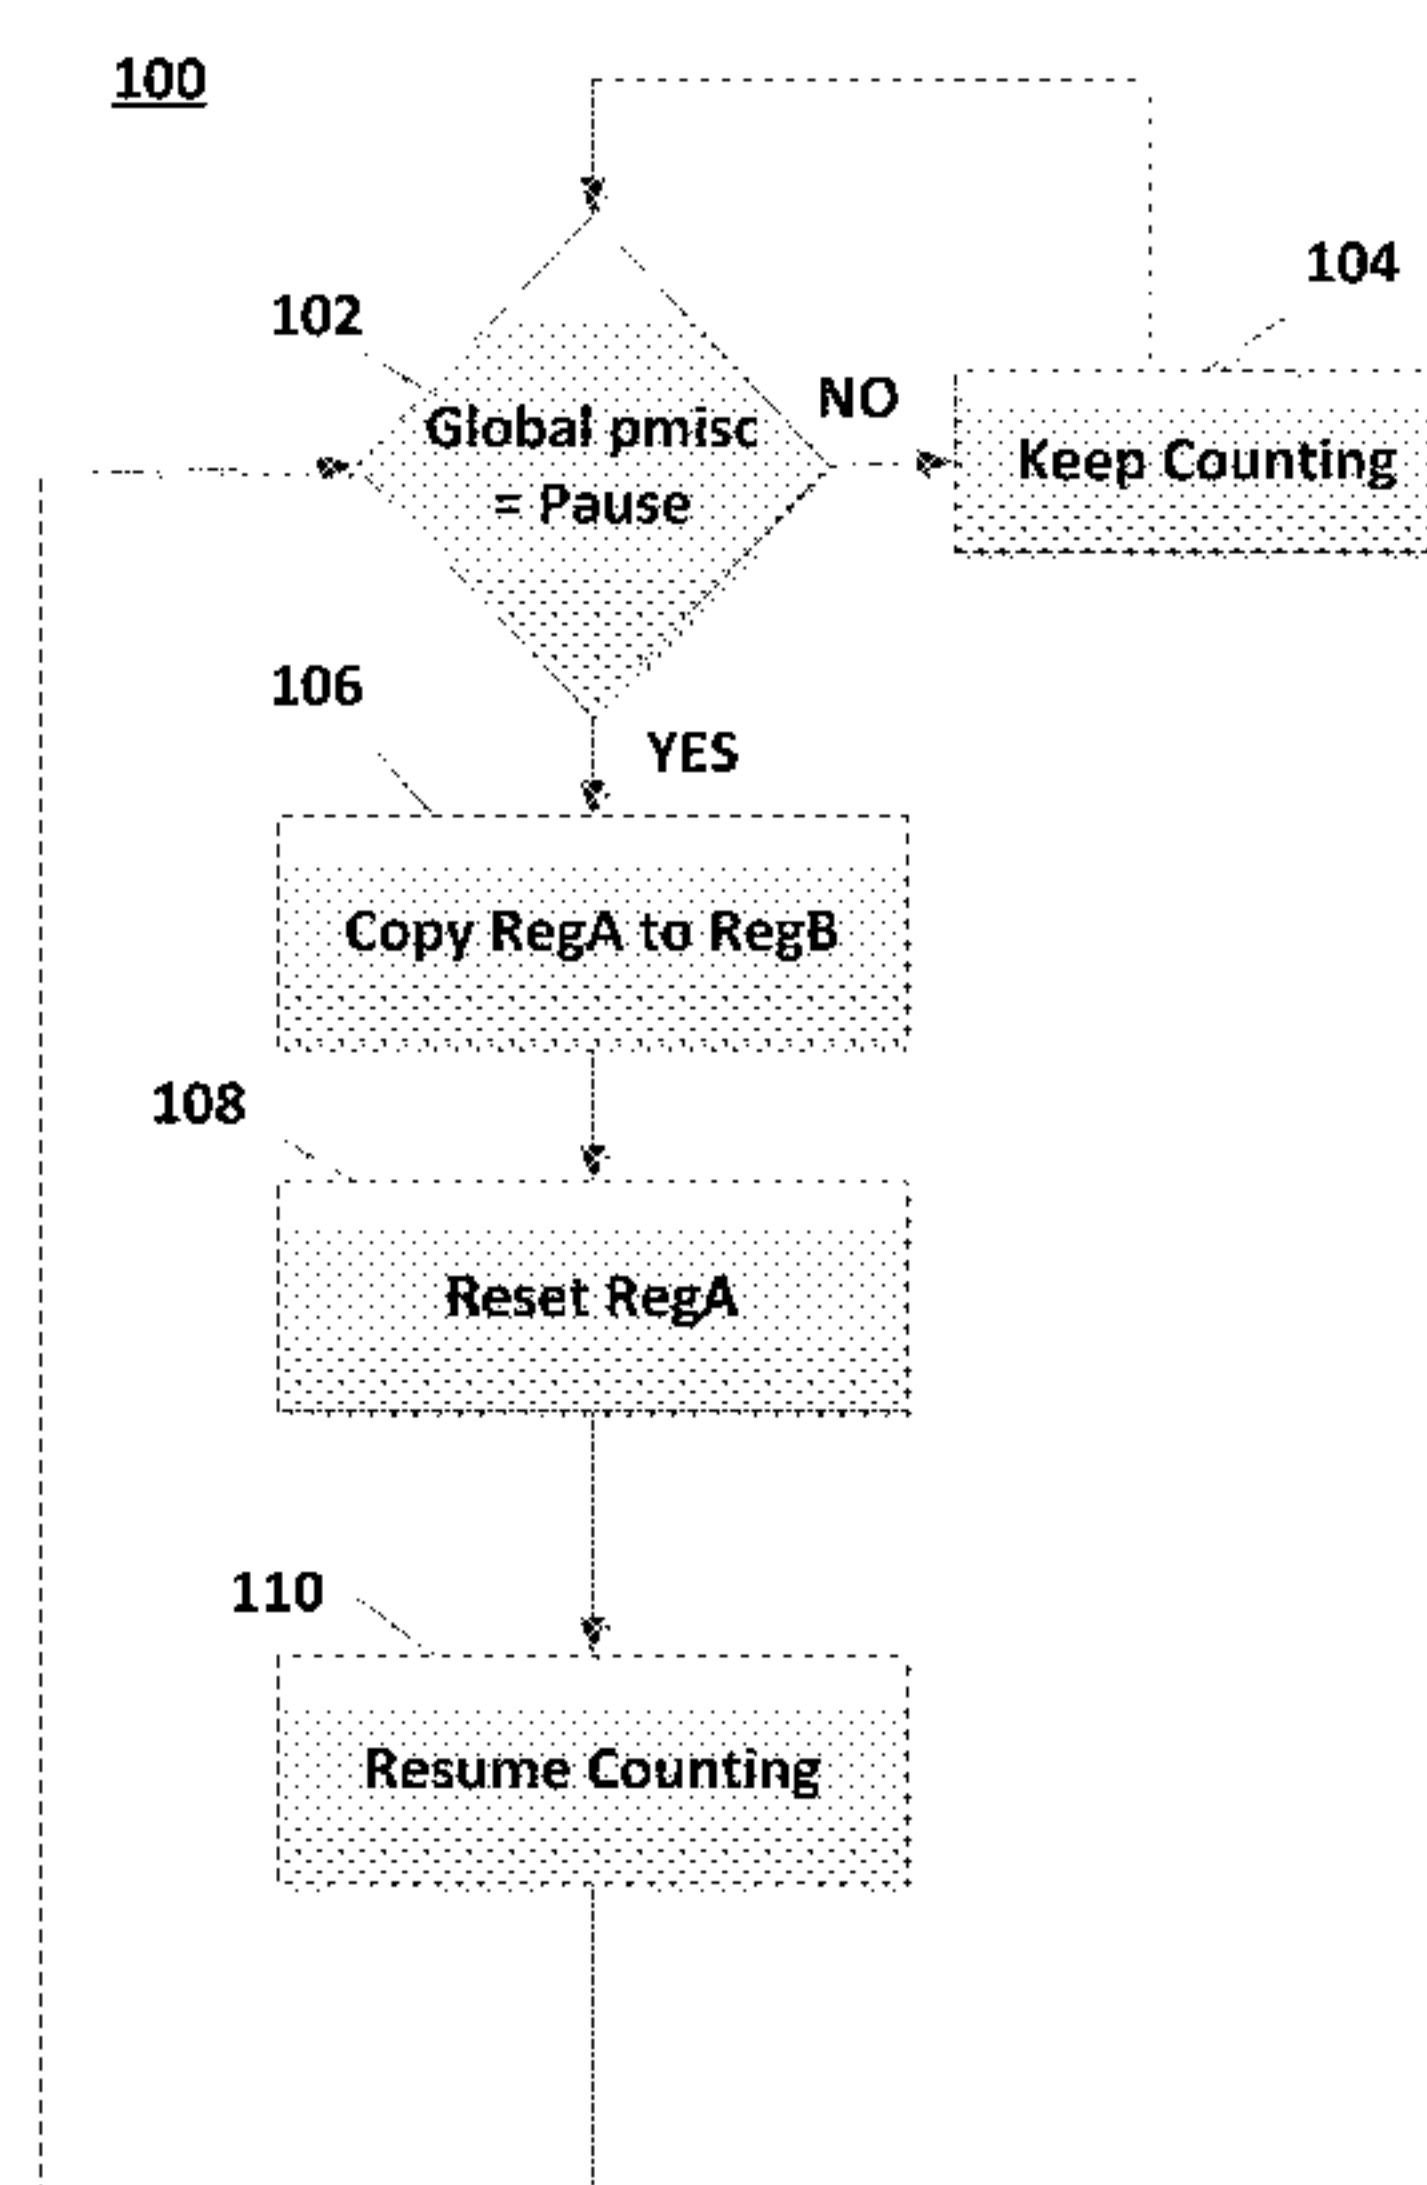 100
102
104
Global pmisc
= Pause
NO
Keep Counting
106
YES
Copy RegA to RegB
108
Reset RegA
110
Resume Counting